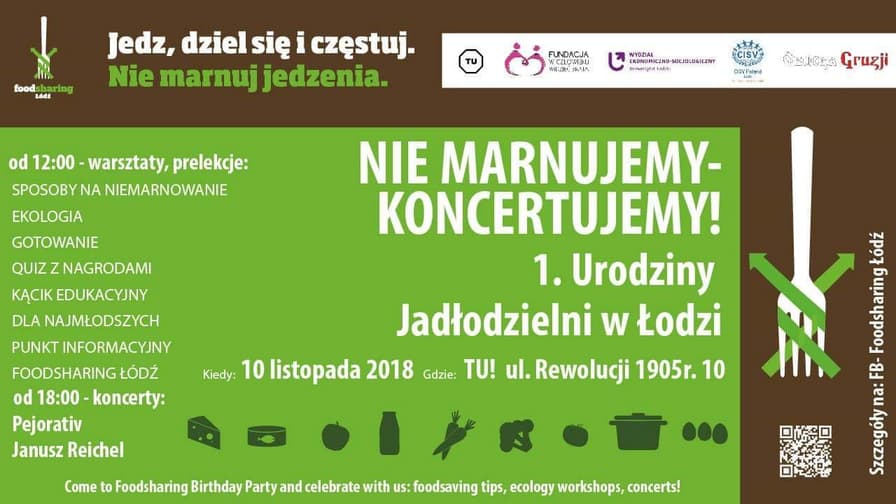 foodsharing
ŁÓDŹ
Jedz, dziel się i częstuj.
Nie marnuj jedzenia.
TU
FUNDACJA
W CZŁOWIEKU
WIDZIEĆ BRATA
WYDZIAŁ
EKONOMICZNO-SOCJOLOGICZNY
Uniwersytet Łódzki
CISV
CISV Poland
Gruzji
od 12:00 - warsztaty, prelekcje:
SPOSOBY NA NIEMARNOWANIE
EKOLOGIA
GOTOWANIE
QUIZ Z NAGRODAMI
KĄCIK EDUKACYJNY
DLA NAJMŁODSZYCH
PUNKT INFORMACYJNY
FOODSHARING ŁÓDŹ
od 18:00 - koncerty:
Pejorativ
Janusz Reichel
NIE MARNUJEMY-
KONCERTUJEMY!
1. Urodziny
Jadłodzielni w Łodzi
Kiedy: 10 listopada 2018 Gdzie: TU! ul. Rewolucji 1905r. 10
Come to Foodsharing Birthday Party and celebrate with us: foodsaving tips, ecology workshops, concerts!
Szczegóły na: FB- Foodsharing Łódź